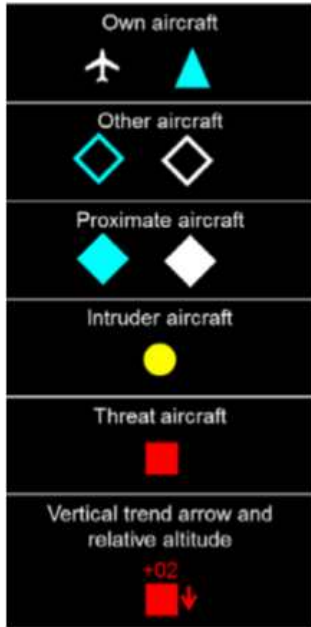 Own aircraft
Other aircraft
Proximate aircraft
Intruder aircraft
Threat aircraft
Vertical trend arrow and
relative altitude
+02